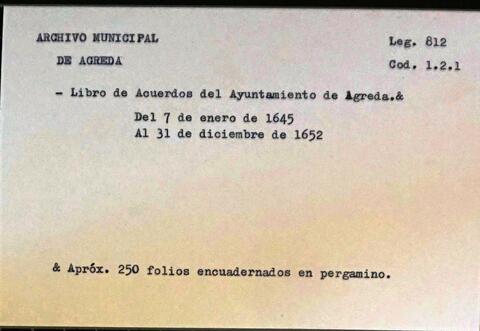 ARCHIVO MUNICIPAL
DE AGREDA
Leg. 812
Cod. 1.2.1
- Libro de Acuerdos del Ayuntamiento de Agreda.&
Del 7 de enero de 1645
Al 31 de diciembre de 1652
& Apróx. 250 folios encuadernados en pergamino.